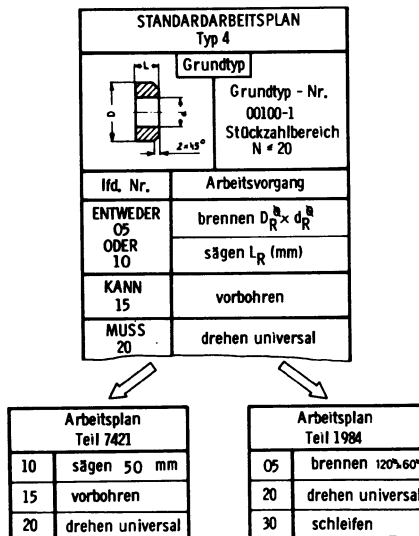 STANDARDARBEITSPLAN
Typ 4
L
D
d
2×45°
Grundtyp
Grundtyp - Nr.
00100-1
Stückzahlbereich
N ≤ 20
lfd. Nr.
Arbeitsvorgang
ENTWEDER
05
ODER
10
brennen D_R^Ø × d_R^Ø
sägen L_R (mm)
KANN
15
vorbohren
MUSS
20
drehen universal
Arbeitsplan
Teil 7421
10 sägen 50 mm
15 vorbohren
20 drehen universal
Arbeitsplan
Teil 1984
05 brennen
20 drehen universal
30 schleifen